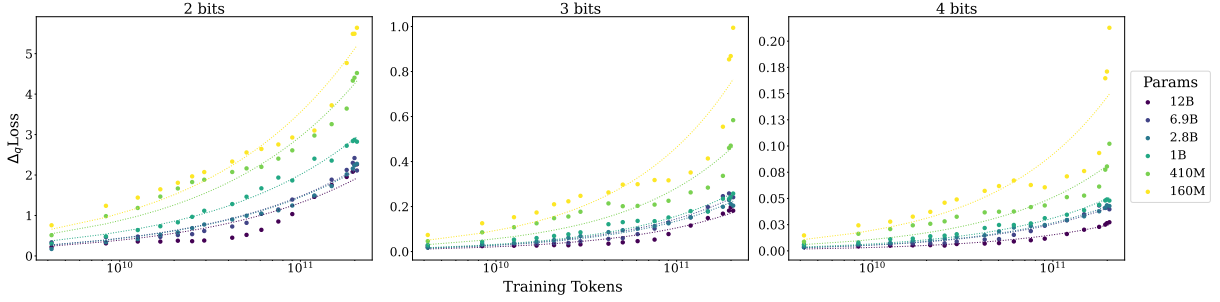 2 bits
3 bits
4 bits
Δ_qLoss
5
4
3
2
1
0
10^10
10^11
1.0
0.8
0.6
0.4
0.2
0.0
10^10
10^11
0.20
0.15
0.13
0.10
0.08
0.05
0.03
0.00
10^10
10^11
Training Tokens
Params
12B
6.9B
2.8B
1B
410M
160M